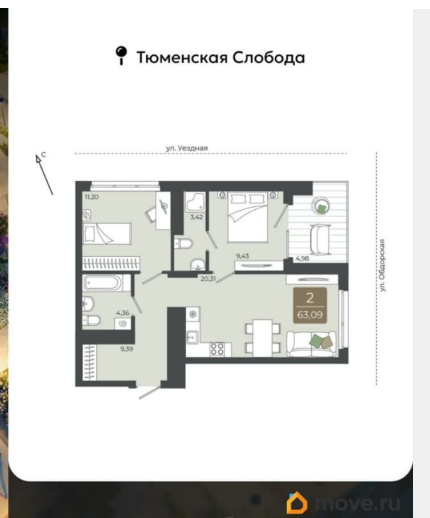 Тюменская Слобода
ул. Уездная
С
11,20
3,42
9,43
4,98
ул. Обдорская
20,31
2
63,09
4,36
9,39
move.ru